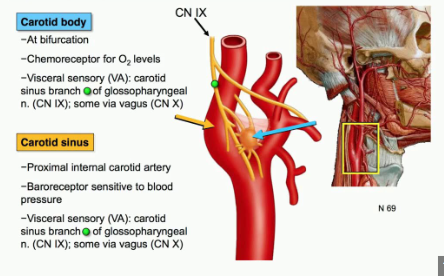 CN IX
Carotid body
–At bifurcation
–Chemoreceptor for O₂ levels
–Visceral sensory (VA): carotid
sinus branch of glossopharyngeal
n. (CN IX); some via vagus (CN X)
Carotid sinus
–Proximal internal carotid artery
–Baroreceptor sensitive to blood
pressure
–Visceral sensory (VA): carotid
sinus branch of glossopharyngeal
n. (CN IX); some via vagus (CN X)
N 69